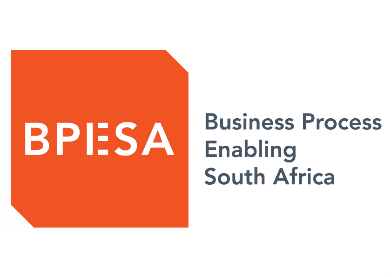 BPESA
Business Process
Enabling
South Africa